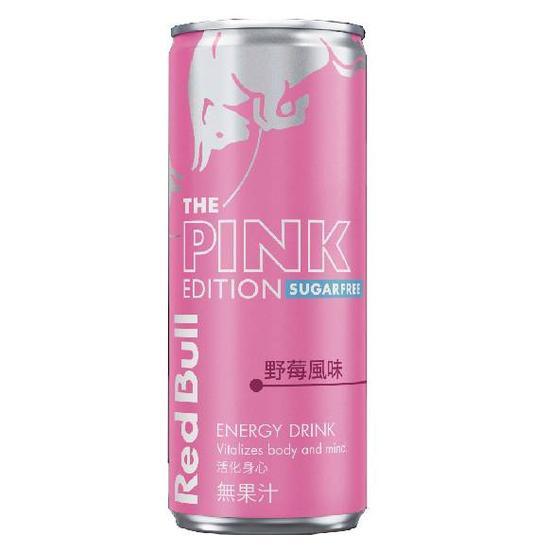 THE
PINK
EDITION SUGARFREE
Red Bull
野莓風味
ENERGY DRINK
Vitalizes body and mind.
活化身心
無果汁